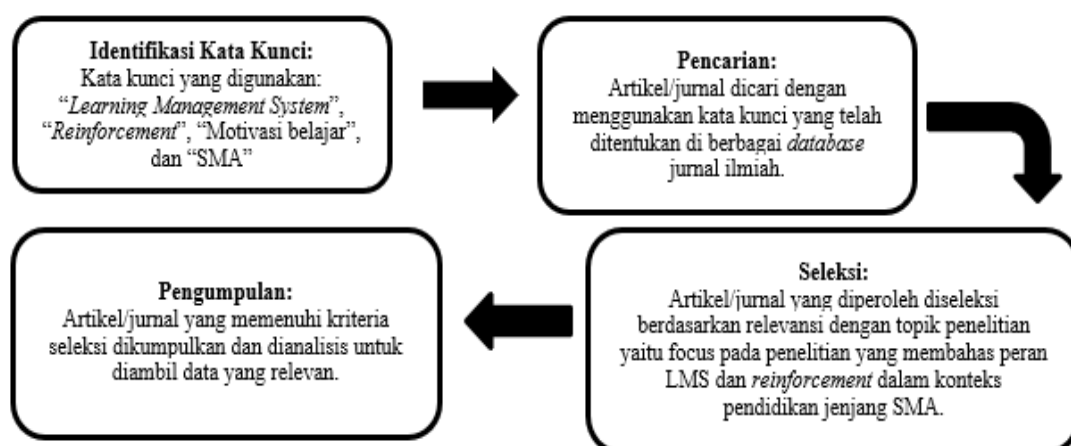 Identifikasi Kata Kunci:
Kata kunci yang digunakan:
“Learning Management System”,
“Reinforcement”, “Motivasi belajar”,
dan “SMA”
Pencarian:
Artikel/jurnal dicari dengan
menggunakan kata kunci yang telah
ditentukan di berbagai database
jurnal ilmiah.
Seleksi:
Artikel/jurnal yang diperoleh diseleksi
berdasarkan relevansi dengan topik penelitian
yaitu focus pada penelitian yang membahas peran
LMS dan reinforcement dalam konteks
pendidikan jenjang SMA.
Pengumpulan:
Artikel/jurnal yang memenuhi kriteria
seleksi dikumpulkan dan dianalisis untuk
diambil data yang relevan.